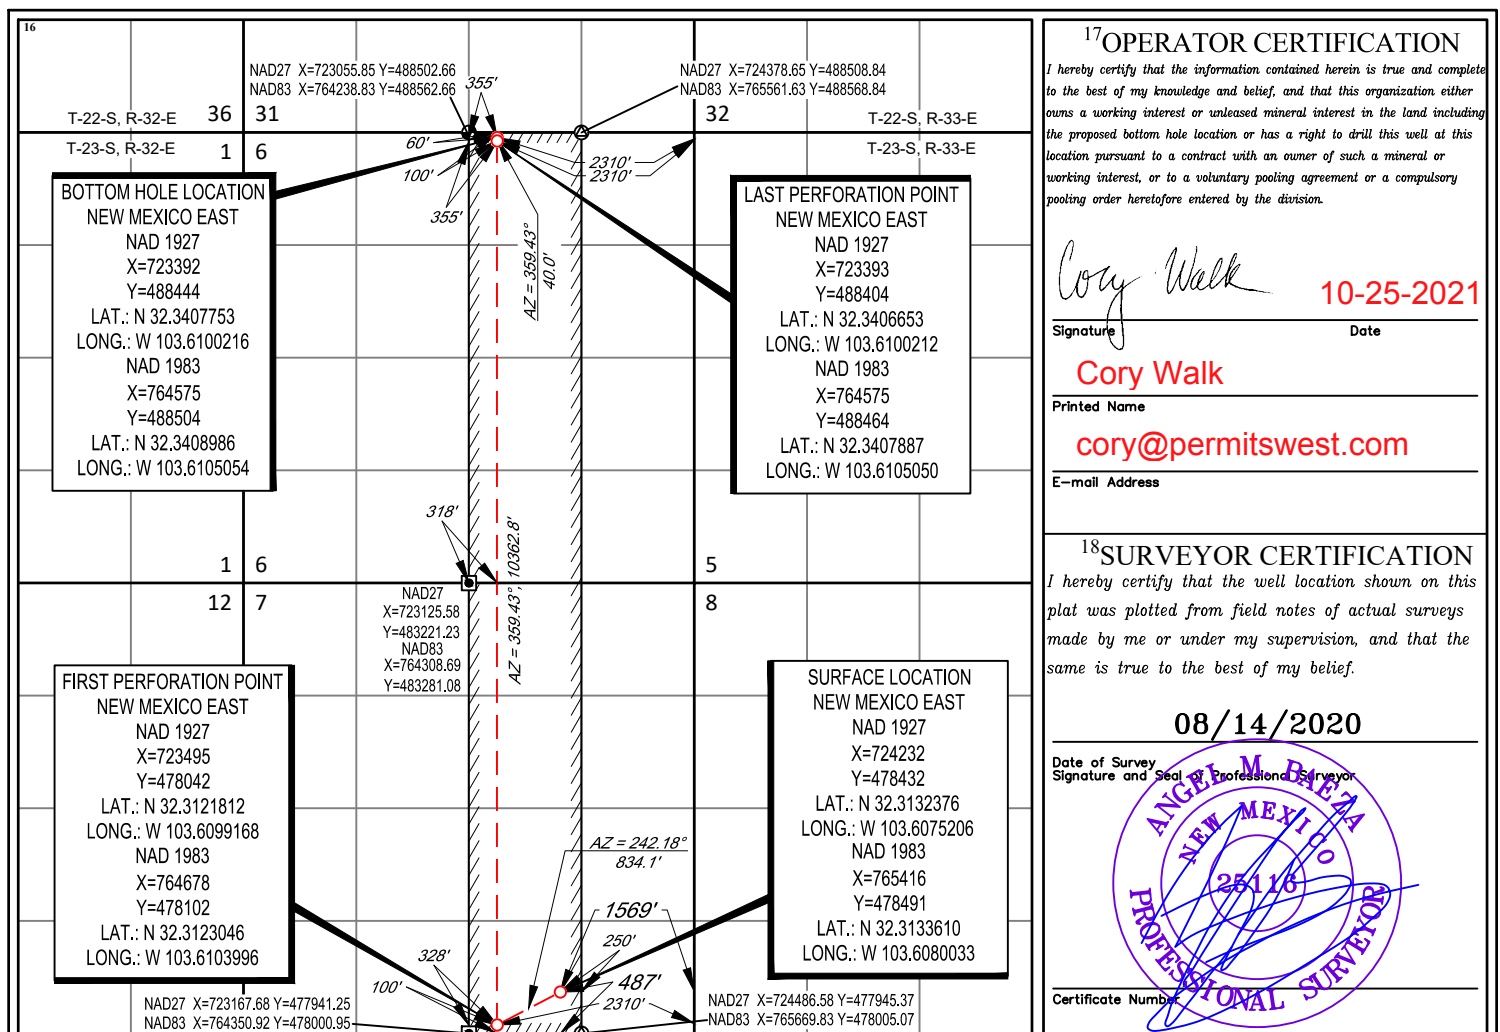 16
NAD27 X=723055.85 Y=488502.66
NAD83 X=764238.83 Y=488562.66
355'
NAD27 X=724378.65 Y=488508.84
NAD83 X=765561.63 Y=488568.84
T-22-S, R-32-E
36
31
32
T-22-S, R-33-E
T-23-S, R-32-E
1
6
T-23-S, R-33-E
60'
100'
355'
2310'
2310'
AZ = 359.43°
40.0'
BOTTOM HOLE LOCATION
NEW MEXICO EAST
NAD 1927
X=723392
Y=488444
LAT.: N 32.3407753
LONG.: W 103.6100216
NAD 1983
X=764575
Y=488504
LAT.: N 32.3408986
LONG.: W 103.6105054
LAST PERFORATION POINT
NEW MEXICO EAST
NAD 1927
X=723393
Y=488404
LAT.: N 32.3406653
LONG.: W 103.6100212
NAD 1983
X=764575
Y=488464
LAT.: N 32.3407887
LONG.: W 103.6105050
318'
AZ = 359.43°, 10362.8'
1
6
5
12
7
8
NAD27
X=723125.58
Y=483221.23
NAD83
X=764308.69
Y=483281.08
FIRST PERFORATION POINT
NEW MEXICO EAST
NAD 1927
X=723495
Y=478042
LAT.: N 32.3121812
LONG.: W 103.6099168
NAD 1983
X=764678
Y=478102
LAT.: N 32.3123046
LONG.: W 103.6103996
SURFACE LOCATION
NEW MEXICO EAST
NAD 1927
X=724232
Y=478432
LAT.: N 32.3132376
LONG.: W 103.6075206
NAD 1983
X=765416
Y=478491
LAT.: N 32.3133610
LONG.: W 103.6080033
AZ = 242.18°
834.1'
1569'
250'
328'
487'
100'
2310'
NAD27 X=723167.68 Y=477941.25
NAD83 X=764350.92 Y=478000.95
NAD27 X=724486.58 Y=477945.37
NAD83 X=765669.83 Y=478005.07
17OPERATOR CERTIFICATION
I hereby certify that the information contained herein is true and complete
to the best of my knowledge and belief, and that this organization either
owns a working interest or unleased mineral interest in the land including
the proposed bottom hole location or has a right to drill this well at this
location pursuant to a contract with an owner of such a mineral or
working interest, or to a voluntary pooling agreement or a compulsory
pooling order heretofore entered by the division.
Cory Walk
10-25-2021
Signature Date
Cory Walk
Printed Name
cory@permitswest.com
E-mail Address
18SURVEYOR CERTIFICATION
I hereby certify that the well location shown on this
plat was plotted from field notes of actual surveys
made by me or under my supervision, and that the
same is true to the best of my belief.
08/14/2020
Date of Survey
Signature and Seal of Professional Surveyor
ANGEL M. BAEZA
NEW MEXICO
25116
PROFESSIONAL SURVEYOR
Certificate Number